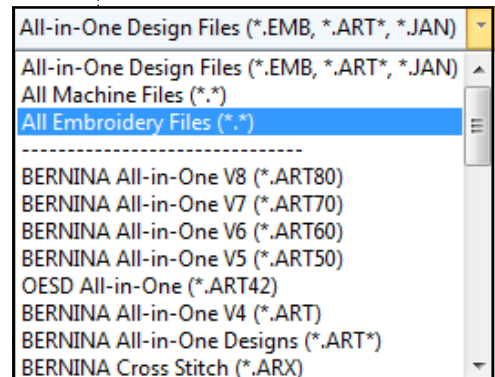 All-in-One Design Files (*.EMB, *.ART*, *.JAN)
All-in-One Design Files (*.EMB, *.ART*, *.JAN)
All Machine Files (*.*)
All Embroidery Files (*.*)
-------------------------------
BERNINA All-in-One V8 (*.ART80)
BERNINA All-in-One V7 (*.ART70)
BERNINA All-in-One V6 (*.ART60)
BERNINA All-in-One V5 (*.ART50)
OESD All-in-One (*.ART42)
BERNINA All-in-One V4 (*.ART)
BERNINA All-in-One Designs (*.ART*)
BERNINA Cross Stitch (*.ARX)